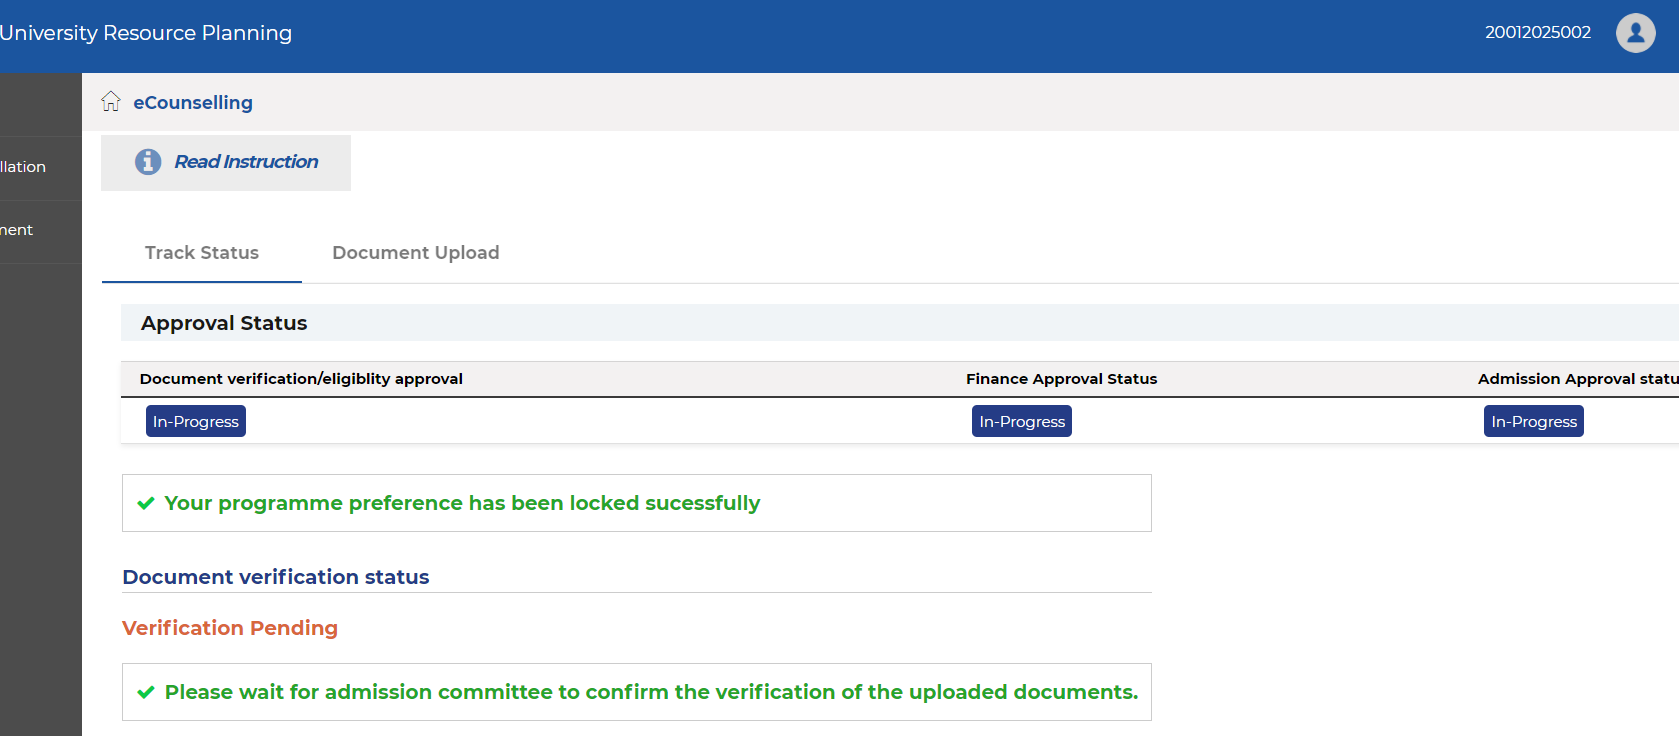 University Resource Planning
20012025002
eCounselling
llation
Read Instruction
ment
Track Status
Document Upload
Approval Status
Document verification/eligiblity approval
Finance Approval Status
Admission Approval statu
In-Progress
In-Progress
In-Progress
Your programme preference has been locked sucessfully
Document verification status
Verification Pending
Please wait for admission committee to confirm the verification of the uploaded documents.